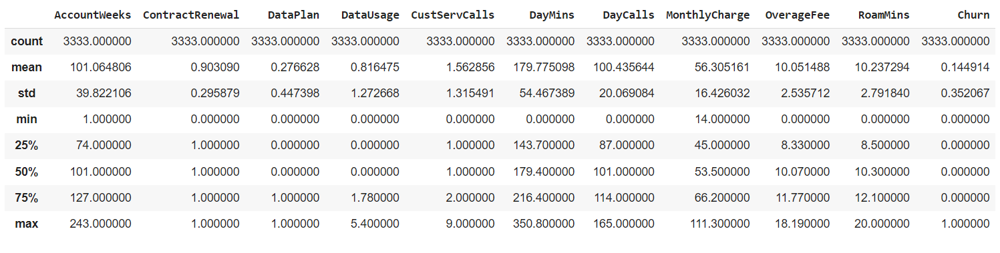 AccountWeeks ContractRenewal DataPlan DataUsage CustServCalls DayMins DayCalls MonthlyCharge OverageFee RoamMins Churn
count 3333.000000 3333.000000 3333.000000 3333.000000 3333.000000 3333.000000 3333.000000 3333.000000 3333.000000 3333.000000 3333.000000
mean 101.064806 0.903090 0.276628 0.816475 1.562856 179.775098 100.435644 56.305161 10.051488 10.237294 0.144914
std 39.822106 0.295879 0.447398 1.272668 1.315491 54.467389 20.069084 16.426032 2.535712 2.791840 0.352067
min 1.000000 0.000000 0.000000 0.000000 0.000000 0.000000 0.000000 14.000000 0.000000 0.000000 0.000000
25% 74.000000 1.000000 0.000000 0.000000 1.000000 143.700000 87.000000 45.000000 8.330000 8.500000 0.000000
50% 101.000000 1.000000 0.000000 0.000000 1.000000 179.400000 101.000000 53.500000 10.070000 10.300000 0.000000
75% 127.000000 1.000000 1.000000 1.780000 2.000000 216.400000 114.000000 66.200000 11.770000 12.100000 0.000000
max 243.000000 1.000000 1.000000 5.400000 9.000000 350.800000 165.000000 111.300000 18.190000 20.000000 1.000000